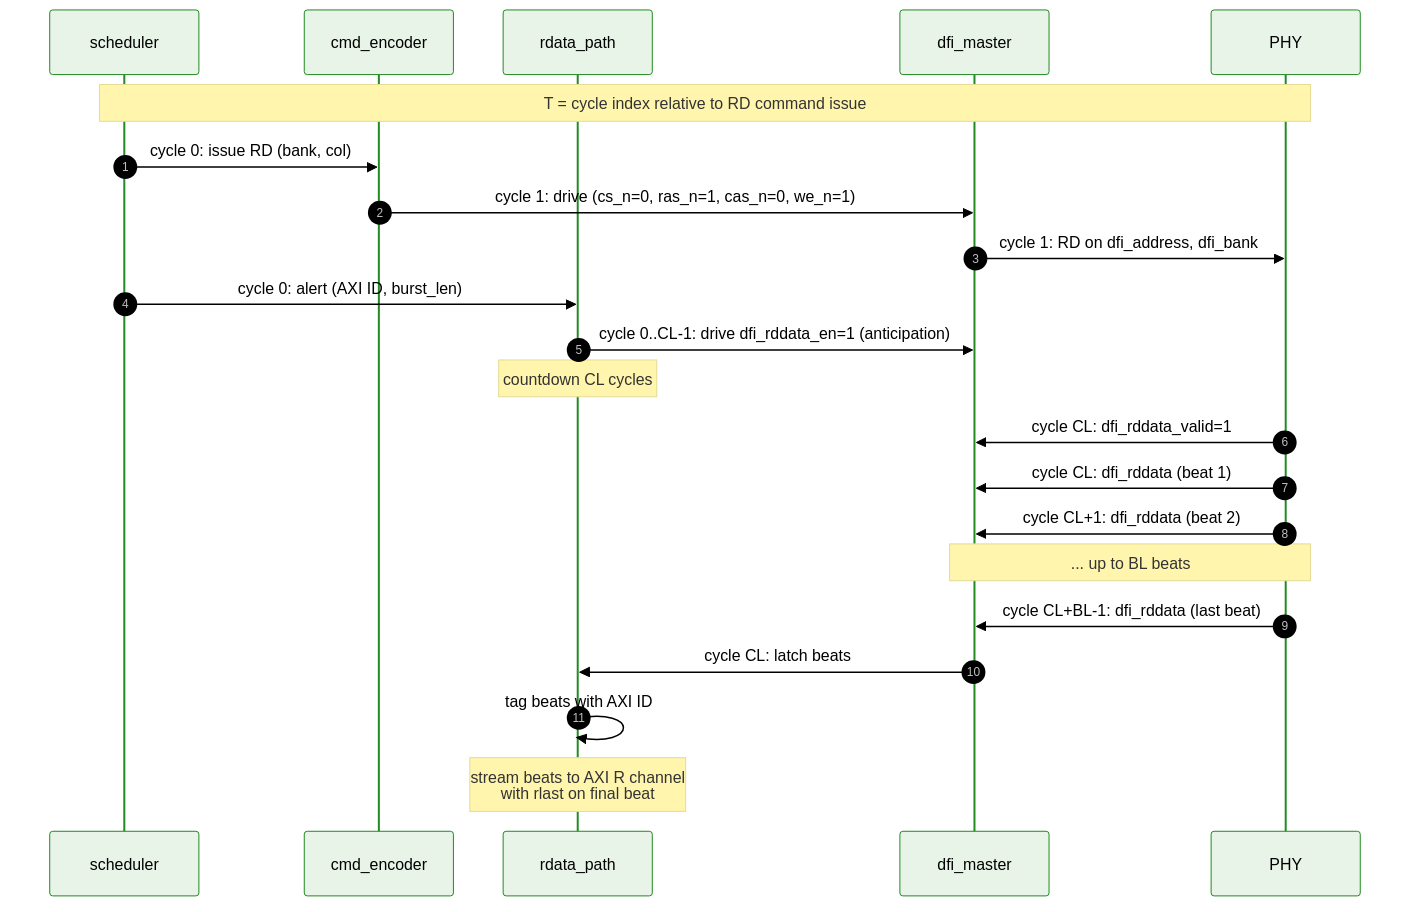 scheduler
cmd_encoder
rdata_path
dfi_master
PHY
T = cycle index relative to RD command issue
cycle 0: issue RD (bank, col)
1
cycle 1: drive (cs_n=0, ras_n=1, cas_n=0, we_n=1)
2
cycle 1: RD on dfi_address, dfi_bank
3
cycle 0: alert (AXI ID, burst_len)
4
cycle 0..CL-1: drive dfi_rddata_en=1 (anticipation)
5
countdown CL cycles
cycle CL: dfi_rddata_valid=1
6
cycle CL: dfi_rddata (beat 1)
7
cycle CL+1: dfi_rddata (beat 2)
8
... up to BL beats
cycle CL+BL-1: dfi_rddata (last beat)
9
cycle CL: latch beats
10
tag beats with AXI ID
11
stream beats to AXI R channel
with rlast on final beat
scheduler
cmd_encoder
rdata_path
dfi_master
PHY